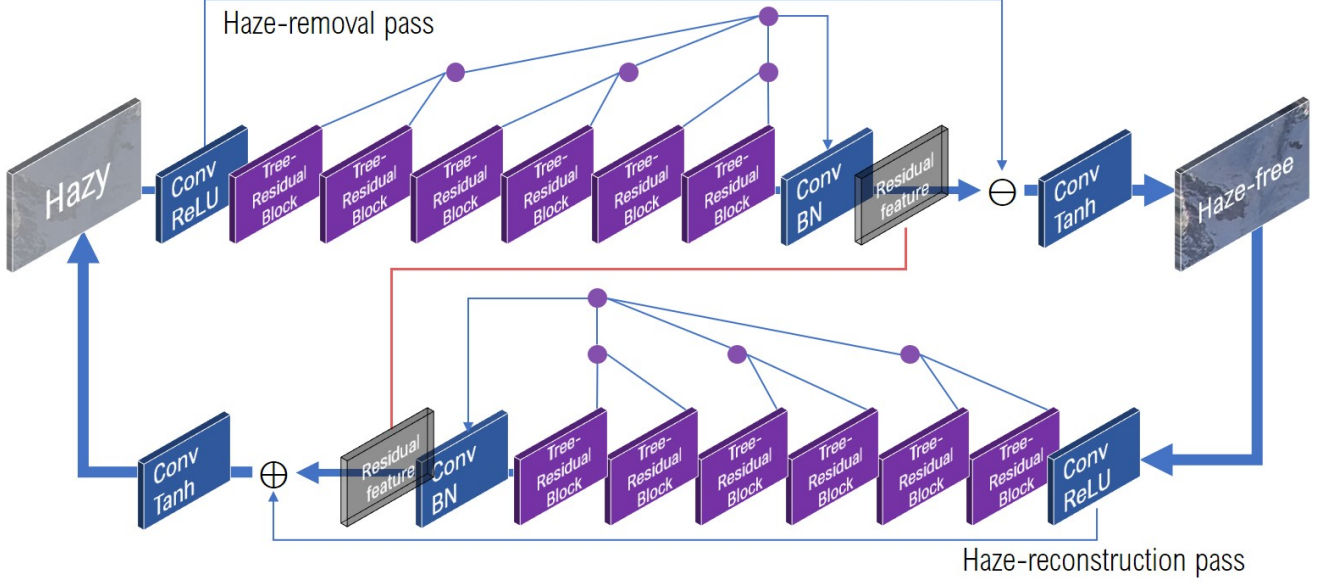 Haze-removal pass
Hazy
Conv
ReLU
Tree-
Residual
Block
Tree-
Residual
Block
Tree-
Residual
Block
Tree-
Residual
Block
Tree-
Residual
Block
Tree-
Residual
Block
Conv
BN
Residual
feature
Conv
Tanh
Haze-free
Conv
Tanh
Residual
feature
Conv
BN
Tree-
Residual
Block
Tree-
Residual
Block
Tree-
Residual
Block
Tree-
Residual
Block
Tree-
Residual
Block
Tree-
Residual
Block
Conv
ReLU
Haze-reconstruction pass